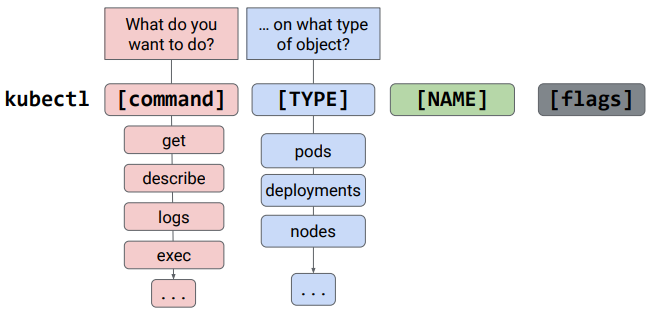 What do you
want to do?
... on what type
of object?
kubectl [command] [TYPE] [NAME] [flags]
get
describe
logs
exec
...
pods
deployments
nodes
...